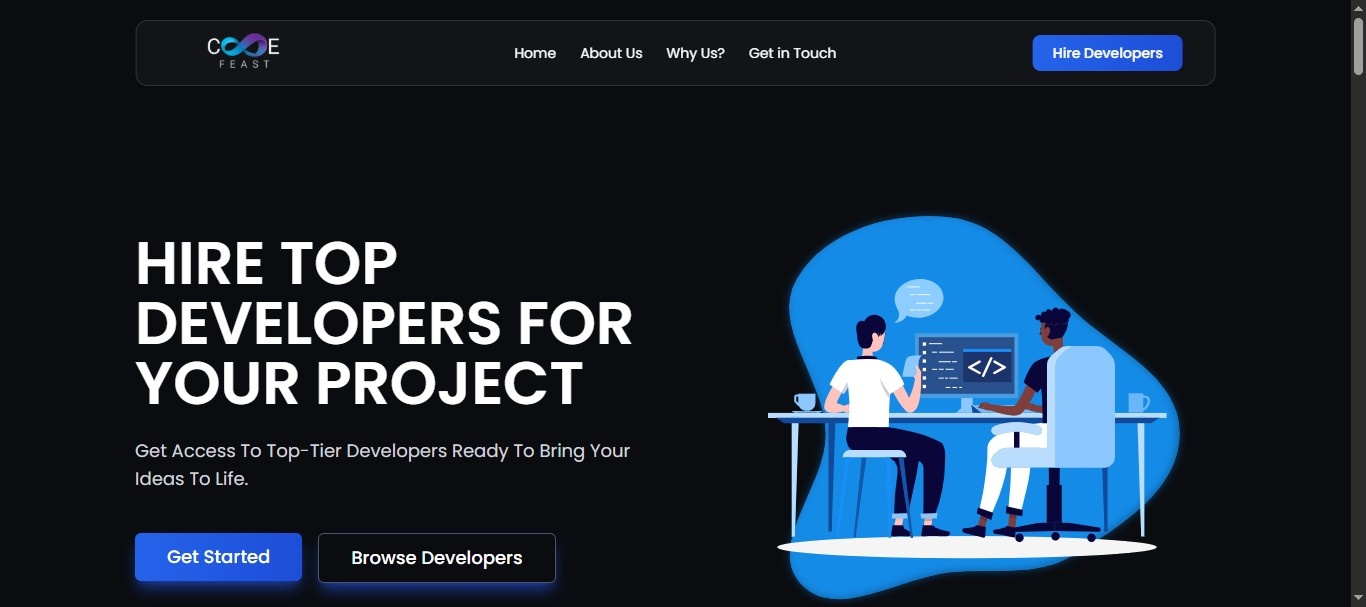 CODE
FEAST
Home
About Us
Why Us?
Get in Touch
Hire Developers
HIRE TOP
DEVELOPERS FOR
YOUR PROJECT
Get Access To Top-Tier Developers Ready To Bring Your
Ideas To Life.
Get Started
Browse Developers
</>